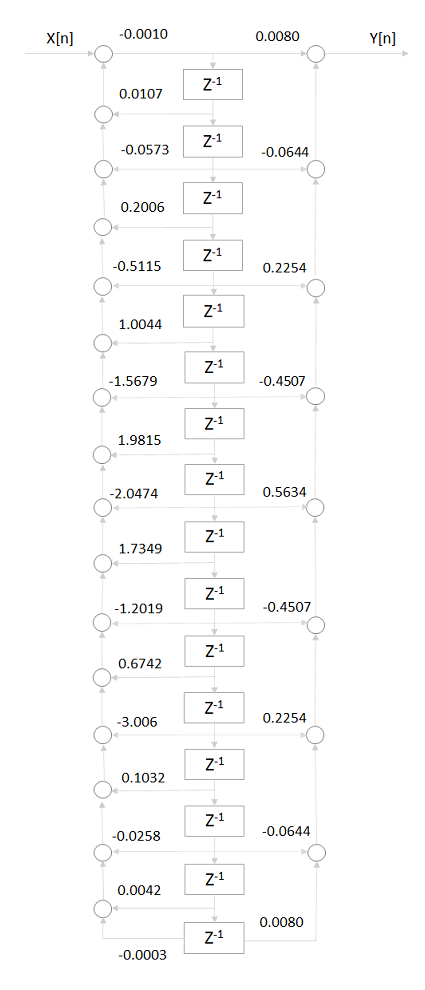 X[n] -0.0010 0.0080 Y[n]
Z-1
0.0107
Z-1
-0.0573 -0.0644
Z-1
0.2006
Z-1
-0.5115 0.2254
Z-1
1.0044
Z-1
-1.5679 -0.4507
Z-1
1.9815
Z-1
-2.0474 0.5634
Z-1
1.7349
Z-1
-1.2019 -0.4507
Z-1
0.6742
Z-1
-3.006 0.2254
Z-1
0.1032
Z-1
-0.0258 -0.0644
Z-1
0.0042
0.0080
Z-1
-0.0003